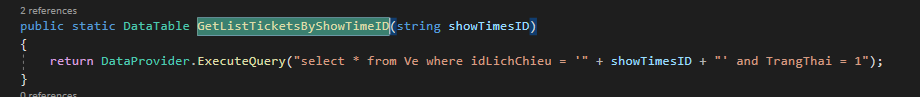 2 references
public static DataTable GetListTicketsByShowTimeID(string showTimesID)
{
return DataProvider.ExecuteQuery("select * from Ve where idLichChieu = '" + showTimesID + "' and TrangThai = 1");
}
0 references